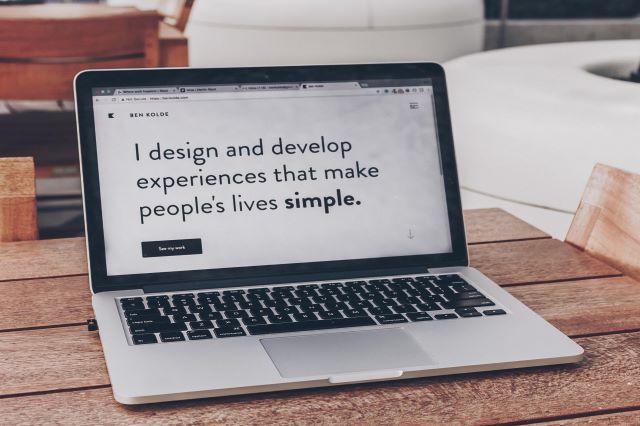 BEN KOLDE
I design and develop
experiences that make
people's lives simple.
See my work